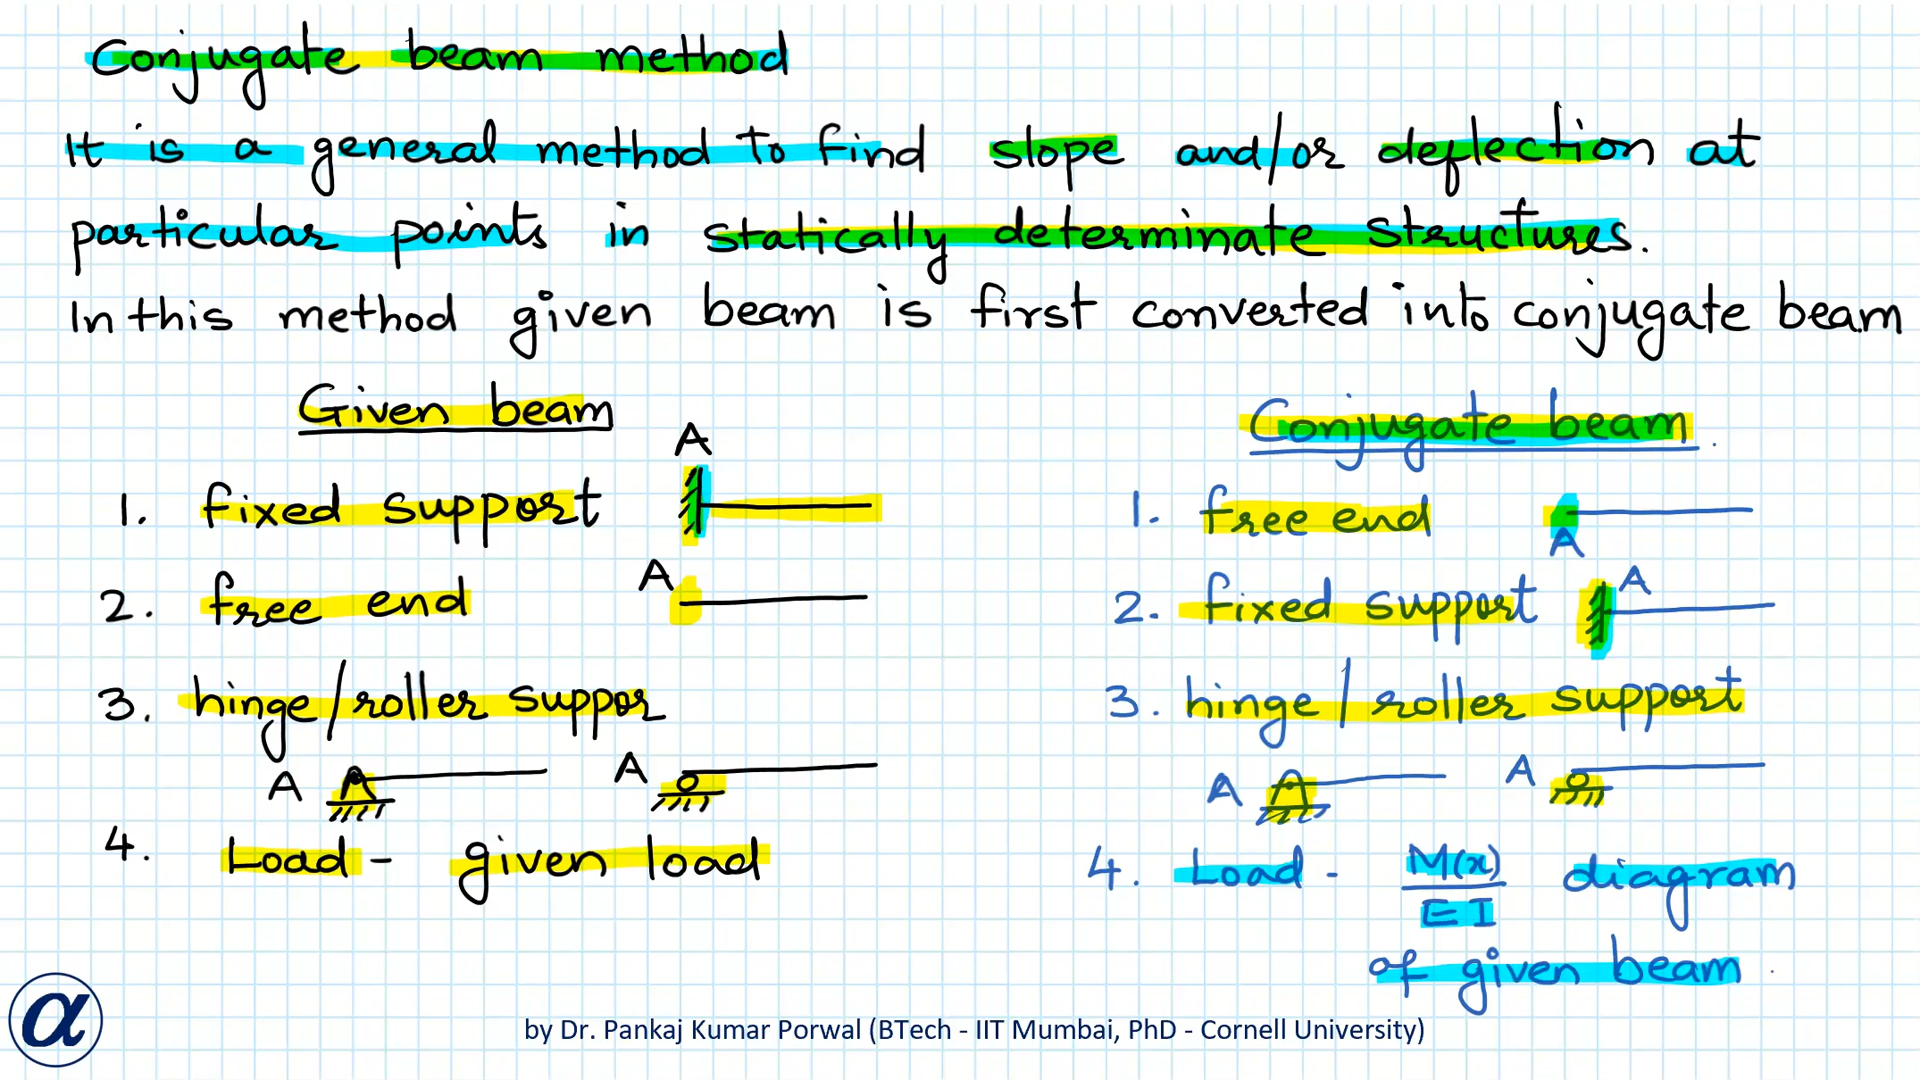 Conjugate beam method
It is a general method to find slope and/or deflection at
particular points in statically determinate structures.
In this method given beam is first converted into conjugate beam
Given beam
A
1. fixed support
A
2. free end
3. hinge/roller suppor
A A
4. Load - given load
Conjugate beam
1. free end
A
2. fixed support A
3. hinge/roller support
A A
4. Load - M(x) diagram
EI
of given beam
α
by Dr. Pankaj Kumar Porwal (BTech - IIT Mumbai, PhD - Cornell University)